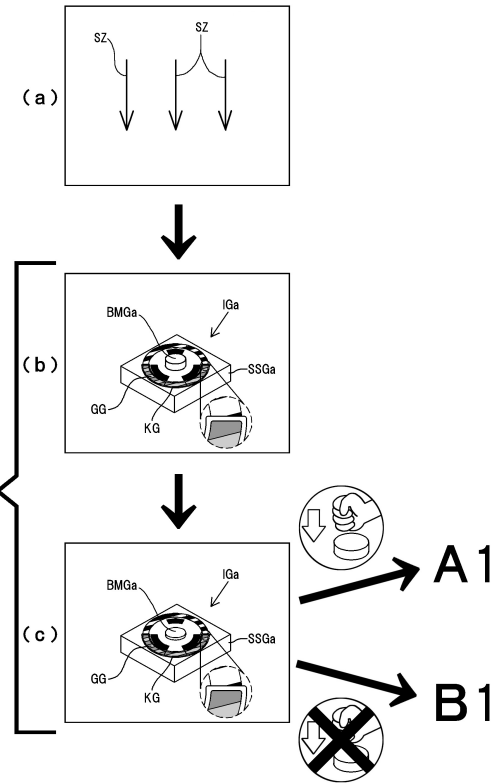 SZ SZ
(a)
BMGa IGa
(b)
SSGa
GG
KG
BMGa IGa
A1
(c)
SSGa
GG
KG
B1